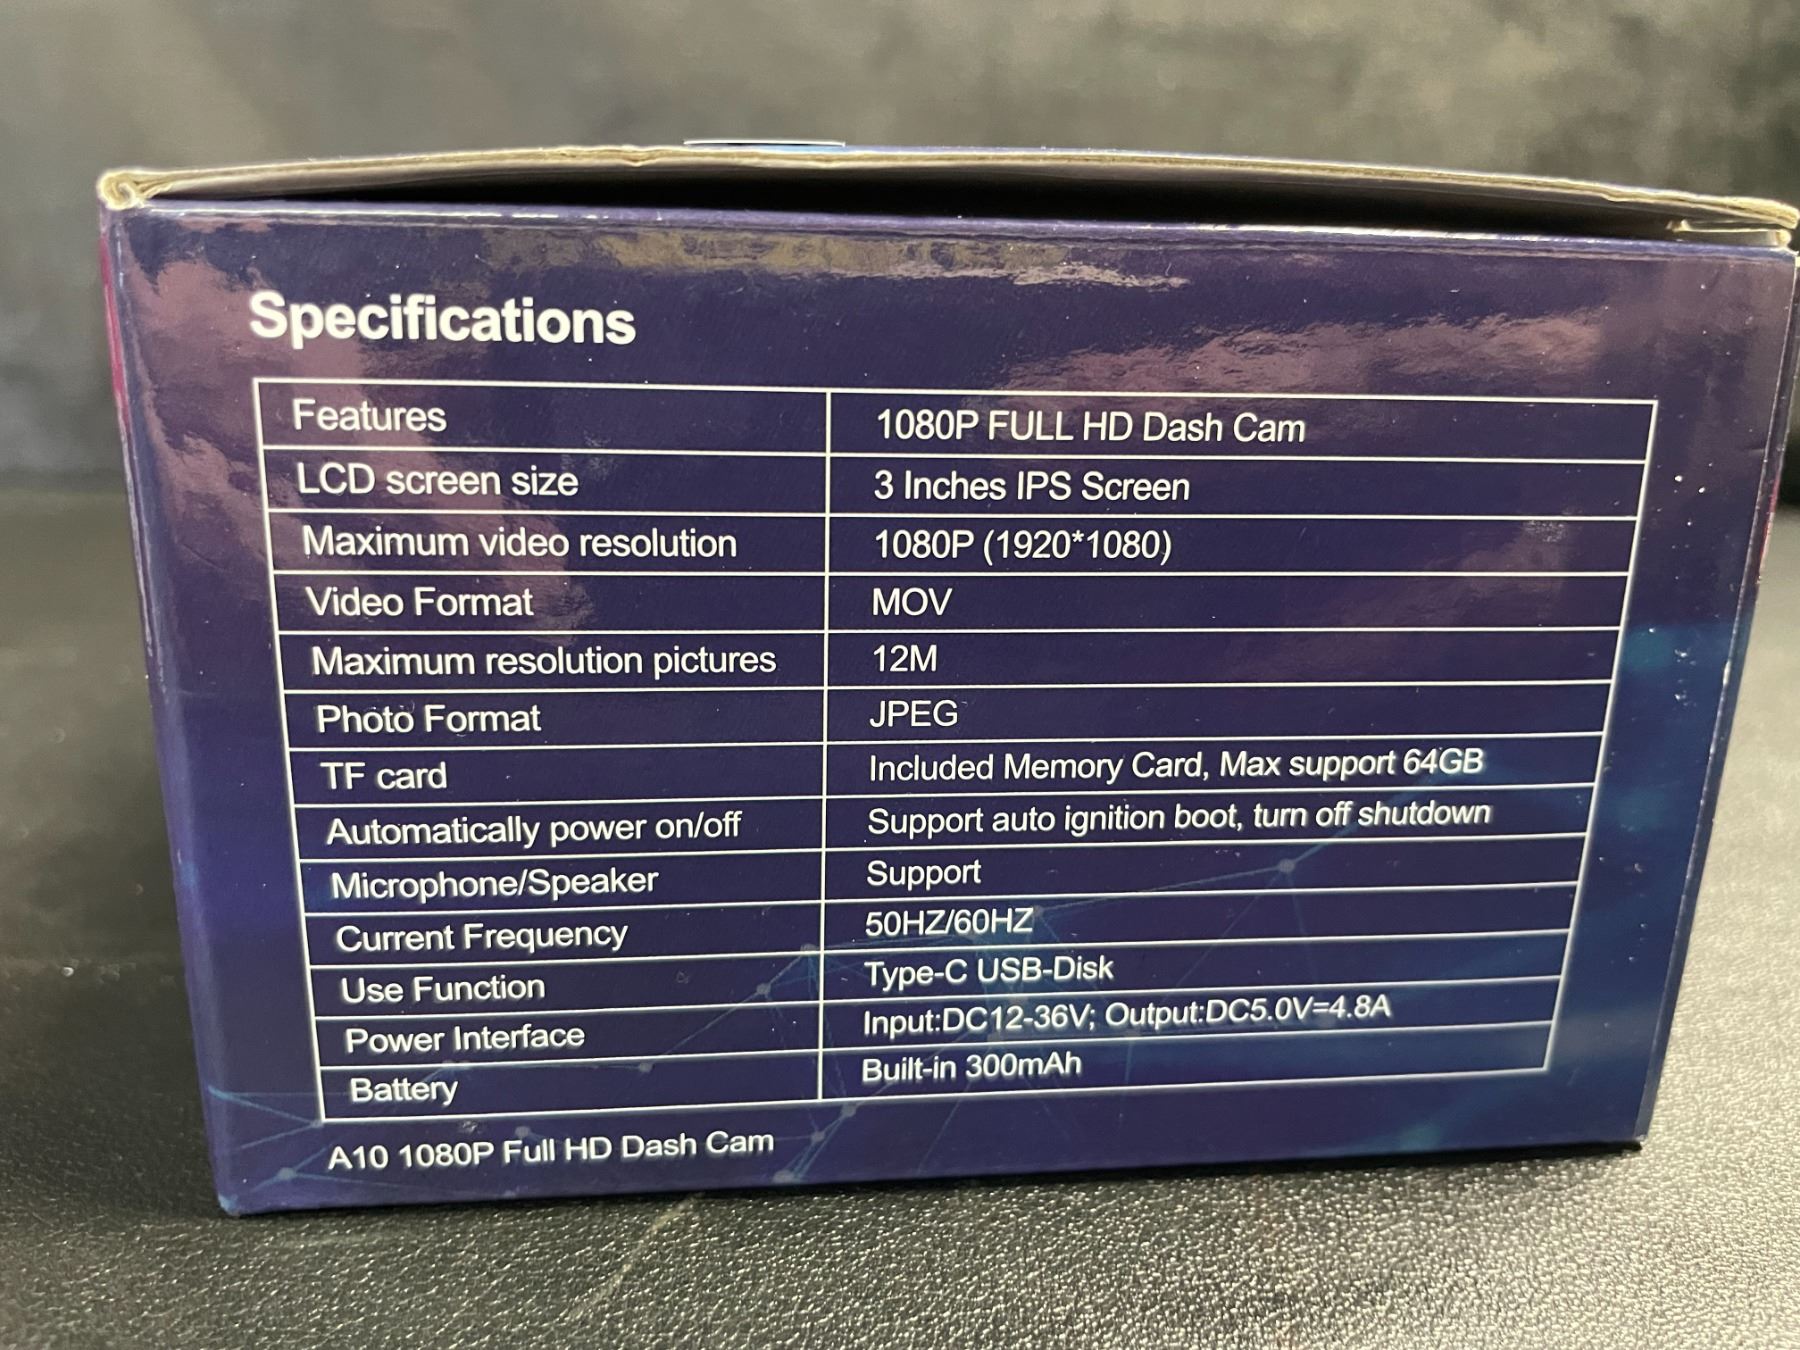 Specifications
Features 1080P FULL HD Dash Cam
LCD screen size 3 Inches IPS Screen
Maximum video resolution 1080P (1920*1080)
Video Format MOV
Maximum resolution pictures 12M
Photo Format JPEG
TF card Included Memory Card, Max support 64GB
Automatically power on/off Support auto ignition boot, turn off shutdown
Microphone/Speaker Support
Current Frequency 50HZ/60HZ
Use Function Type-C USB-Disk
Power Interface Input:DC12-36V; Output:DC5.0V=4.8A
Battery Built-in 300mAh
A10 1080P Full HD Dash Cam